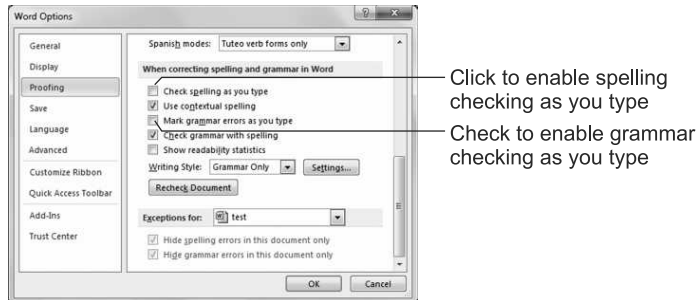 Word Options
General
Display
Proofing
Save
Language
Advanced
Customize Ribbon
Quick Access Toolbar
Add-Ins
Trust Center
Spanish modes: Tuteo verb forms only
When correcting spelling and grammar in Word
Check spelling as you type
Use contextual spelling
Mark grammar errors as you type
Check grammar with spelling
Show readability statistics
Writing Style: Grammar Only Settings...
Recheck Document
Exceptions for: test
Hide spelling errors in this document only
Hide grammar errors in this document only
OK Cancel
Click to enable spelling
checking as you type
Check to enable grammar
checking as you type